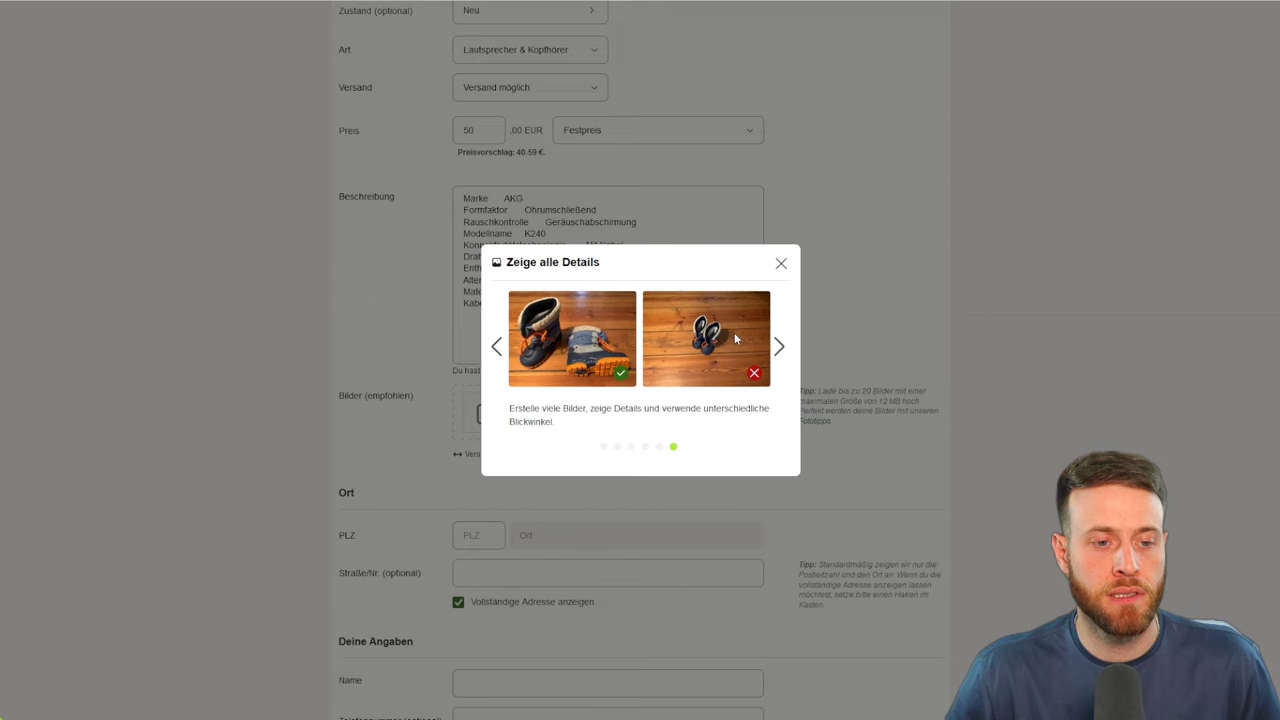 Zustand (optional)
Neu
Art
Lautsprecher & Kopfhörer
Versand
Versand möglich
Preis
50
,00 EUR
Festpreis
Preisvorschlag: 40-59 €.
Beschreibung
Marke AKG
Formfaktor Ohrumschließend
Rauschkontrolle Geräuschabschirmung
Modellname K240
Zeige alle Details
Erstelle viele Bilder, zeige Details und verwende unterschiedliche
Blickwinkel.
Du hast
Bilder (empfohlen)
Tipp: Lade bis zu 20 Bilder mit einer
maximalen Größe von 12 MB hoch.
Perfekt werden deine Bilder mit unseren
Fototipps.
Ort
PLZ
PLZ
Ort
Straße/Nr. (optional)
Tipp: Standardmäßig zeigen wir nur die
Postleitzahl und den Ort an. Wenn du die
vollständige Adresse anzeigen lassen
möchtest, setze bitte einen Haken im
Kasten.
Vollständige Adresse anzeigen
Deine Angaben
Name